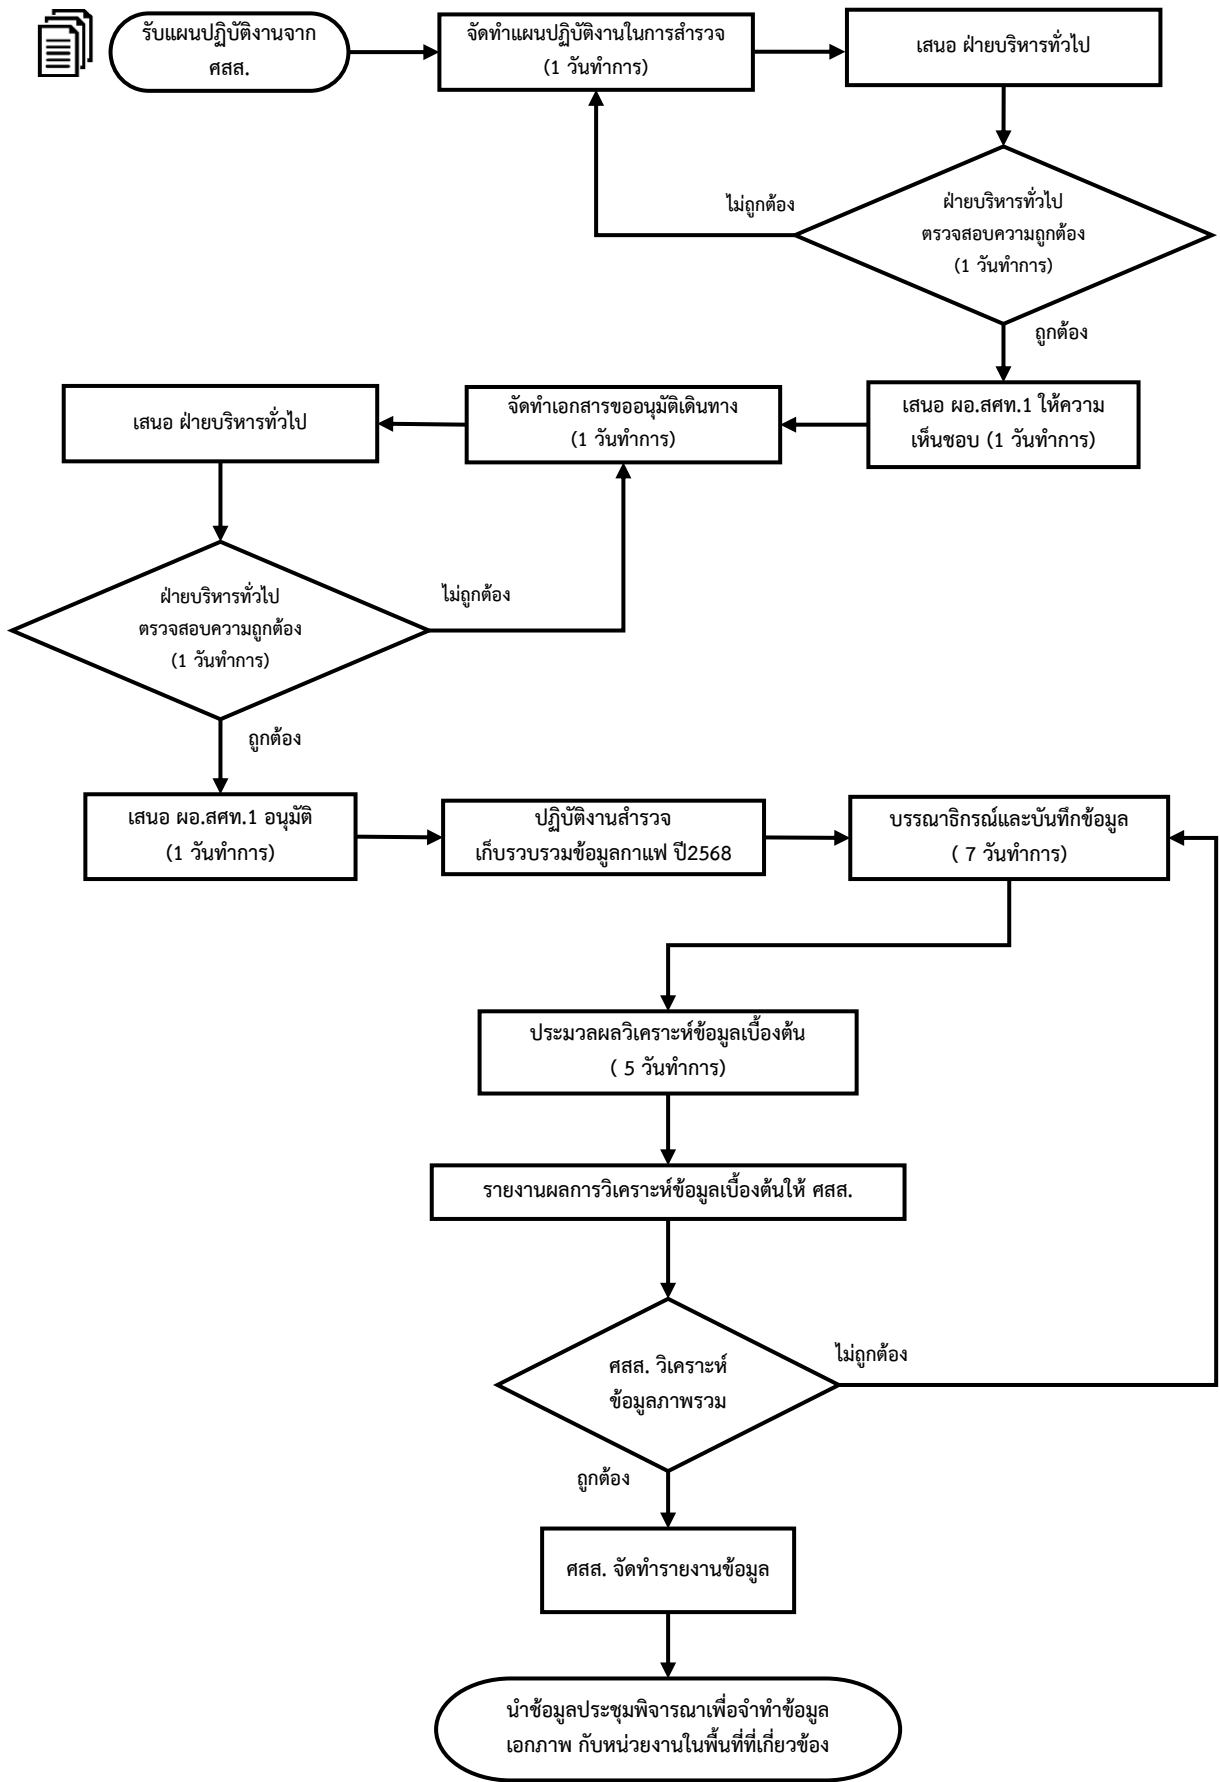 รับแผนปฏิบัติงานจาก
ศสส.
จัดทำแผนปฏิบัติงานในการสำรวจ
(1 วันทำการ)
เสนอ ฝ่ายบริหารทั่วไป
ฝ่ายบริหารทั่วไป
ตรวจสอบความถูกต้อง
(1 วันทำการ)
ไม่ถูกต้อง
ถูกต้อง
เสนอ ผอ.สศท.1 ให้ความ
เห็นชอบ (1 วันทำการ)
จัดทำเอกสารขออนุมัติเดินทาง
(1 วันทำการ)
เสนอ ฝ่ายบริหารทั่วไป
ฝ่ายบริหารทั่วไป
ตรวจสอบความถูกต้อง
(1 วันทำการ)
ไม่ถูกต้อง
ถูกต้อง
เสนอ ผอ.สศท.1 อนุมัติ
(1 วันทำการ)
ปฏิบัติงานสำรวจ
เก็บรวบรวมข้อมูลกาแฟ ปี2568
บรรณาธิกรณ์และบันทึกข้อมูล
( 7 วันทำการ)
ประมวลผลวิเคราะห์ข้อมูลเบื้องต้น
( 5 วันทำการ)
รายงานผลการวิเคราะห์ข้อมูลเบื้องต้นให้ ศสส.
ศสส. วิเคราะห์
ข้อมูลภาพรวม
ไม่ถูกต้อง
ถูกต้อง
ศสส. จัดทำรายงานข้อมูล
นำช้อมูลประชุมพิจารณาเพื่อจำทำข้อมูล
เอกภาพ กับหน่วยงานในพื้นที่ที่เกี่ยวข้อง